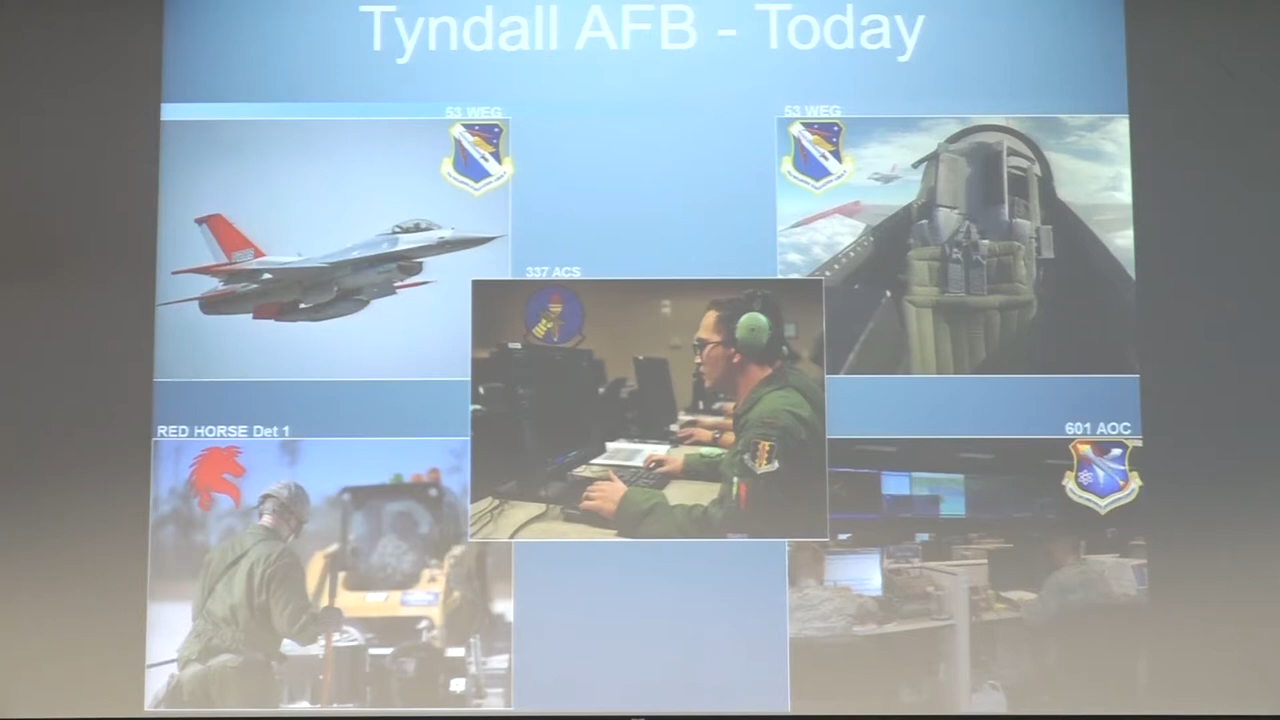 Tyndall AFB - Today
53 WEG
53 WEG
337 ACS
RED HORSE Det 1
601 AOC